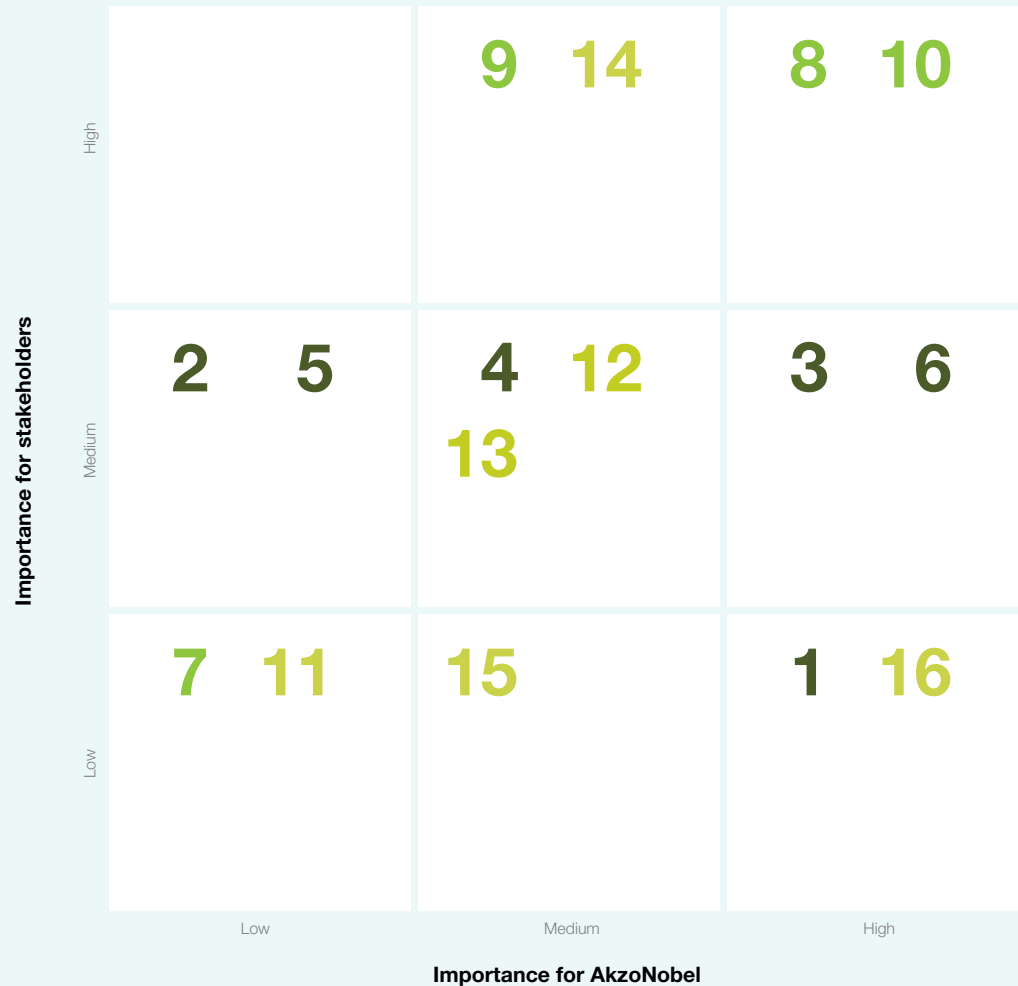 Importance for stakeholders
High
9 14
8 10
Medium
2 5
4 12
13
3 6
Low
7 11
15
1 16
Low
Medium
High
Importance for AkzoNobel